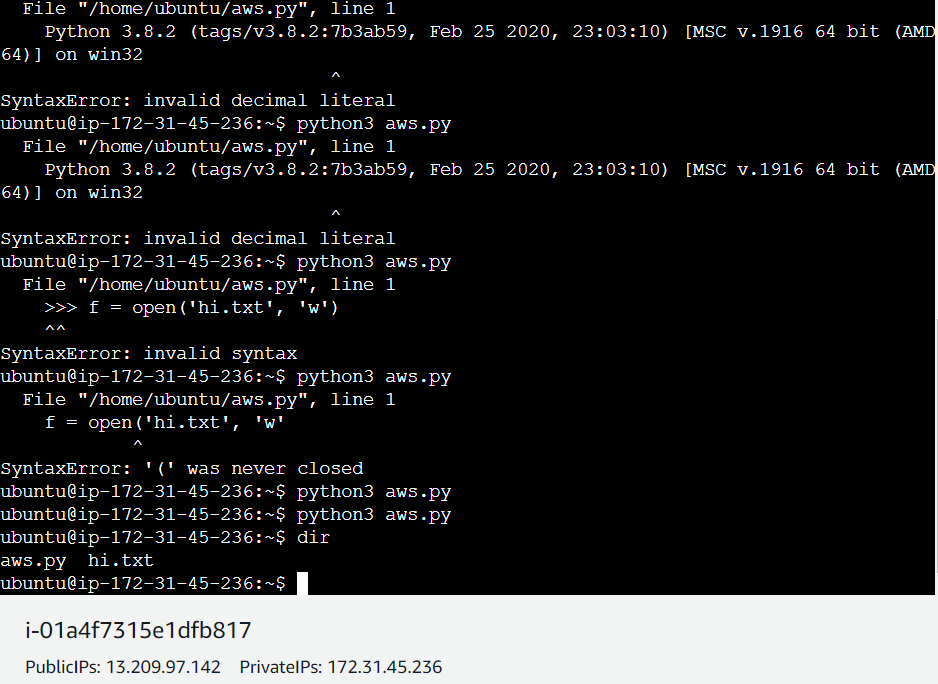 File "/home/ubuntu/aws.py", line 1
Python 3.8.2 (tags/v3.8.2:7b3ab59, Feb 25 2020, 23:03:10) [MSC v.1916 64 bit (AMD
64)] on win32
^
SyntaxError: invalid decimal literal
ubuntu@ip-172-31-45-236:~$ python3 aws.py
File "/home/ubuntu/aws.py", line 1
Python 3.8.2 (tags/v3.8.2:7b3ab59, Feb 25 2020, 23:03:10) [MSC v.1916 64 bit (AMD
64)] on win32
^
SyntaxError: invalid decimal literal
ubuntu@ip-172-31-45-236:~$ python3 aws.py
File "/home/ubuntu/aws.py", line 1
>>> f = open('hi.txt', 'w')
^^
SyntaxError: invalid syntax
ubuntu@ip-172-31-45-236:~$ python3 aws.py
File "/home/ubuntu/aws.py", line 1
f = open('hi.txt', 'w'
^
SyntaxError: '(' was never closed
ubuntu@ip-172-31-45-236:~$ python3 aws.py
ubuntu@ip-172-31-45-236:~$ python3 aws.py
ubuntu@ip-172-31-45-236:~$ dir
aws.py  hi.txt
ubuntu@ip-172-31-45-236:~$
i-01a4f7315e1dfb817
PublicIPs: 13.209.97.142 PrivateIPs: 172.31.45.236